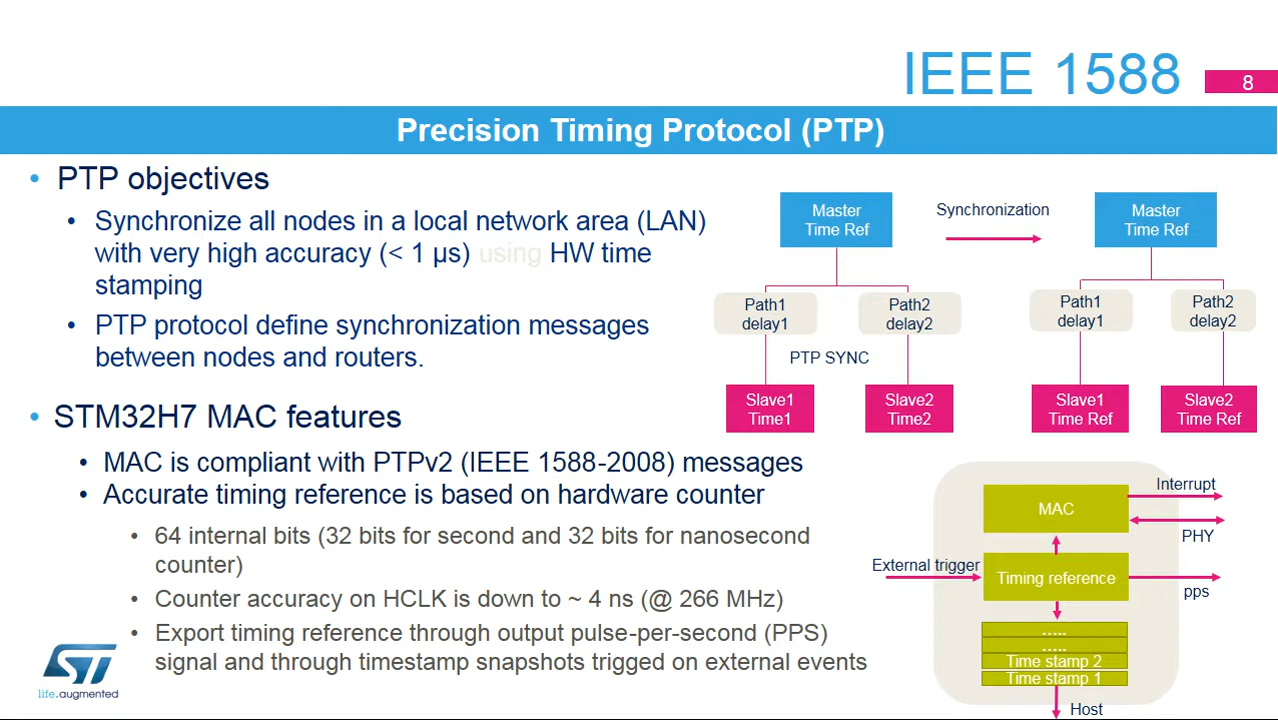 IEEE 1588
8
Precision Timing Protocol (PTP)
• PTP objectives
• Synchronize all nodes in a local network area (LAN)
with very high accuracy (< 1 µs) using HW time
stamping
• PTP protocol define synchronization messages
between nodes and routers.
• STM32H7 MAC features
• MAC is compliant with PTPv2 (IEEE 1588-2008) messages
• Accurate timing reference is based on hardware counter
• 64 internal bits (32 bits for second and 32 bits for nanosecond
counter)
• Counter accuracy on HCLK is down to ~ 4 ns (@ 266 MHz)
• Export timing reference through output pulse-per-second (PPS)
signal and through timestamp snapshots trigged on external events
Master
Time Ref
Synchronization
Master
Time Ref
Path1
delay1
Path2
delay2
Path1
delay1
Path2
delay2
PTP SYNC
Slave1
Time1
Slave2
Time2
Slave1
Time Ref
Slave2
Time Ref
MAC
Interrupt
PHY
External trigger
Timing reference
pps
.....
.....
Time stamp 2
Time stamp 1
Host
ST
life.augmented